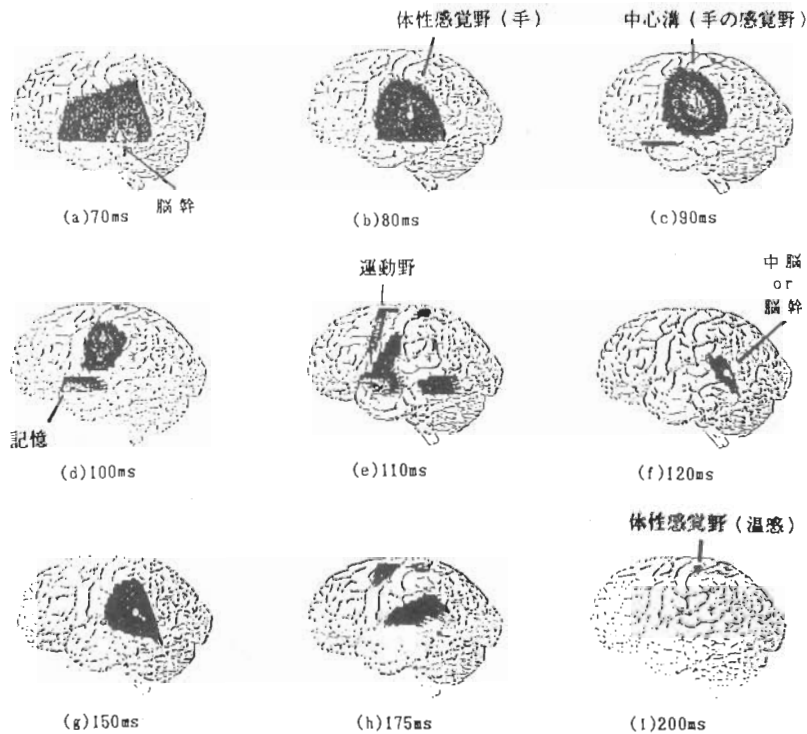 体性感覚野(手)
中心溝(手の感覚野)
脳幹
(a)70ms
(b)80ms
(c)90ms
運動野
中脳
or
脳幹
記憶
(d)100ms
(e)110ms
(f)120ms
体性感覚野(温感)
(g)150ms
(h)175ms
(i)200ms